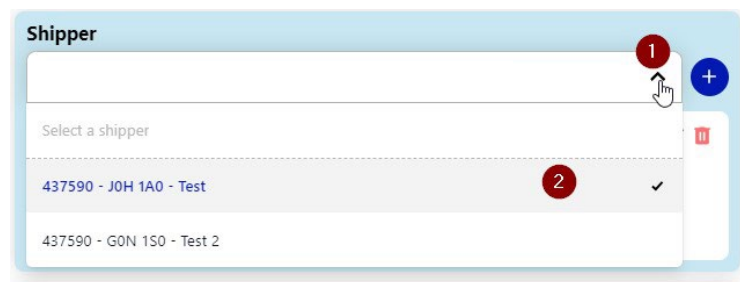 Shipper
1
+
Select a shipper
437590 - J0H 1A0 - Test
2
437590 - G0N 1S0 - Test 2